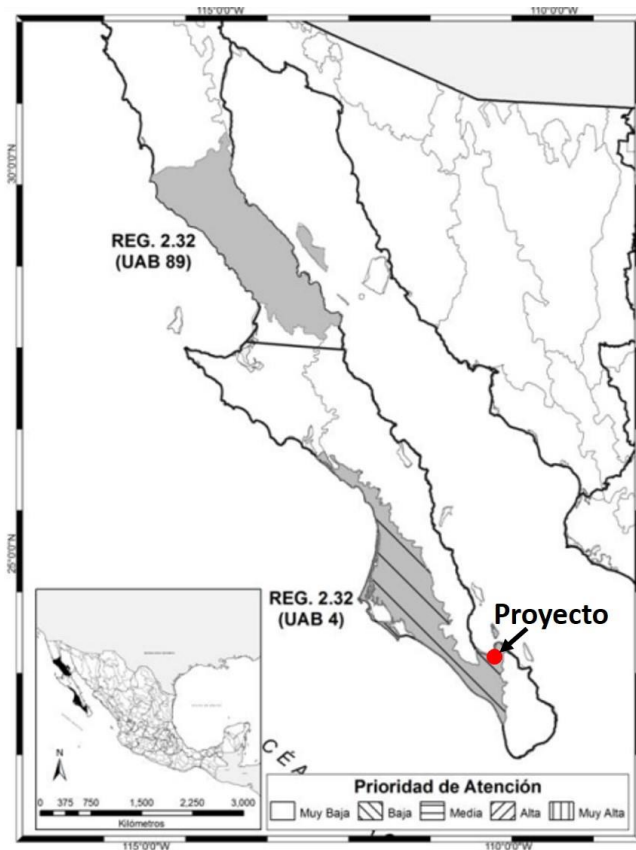 115°0'0"W
110°0'0"W
30°0'0"N
REG. 2.32
(UAB 89)
25°0'0"N
REG. 2.32
(UAB 4)
Proyecto
CÉA
N
0 375 750 1,500 2,250 3,000
Kilómetros
Prioridad de Atención
Muy Baja Baja Media Alta Muy Alta
115°0'0"W
110°0'0"W